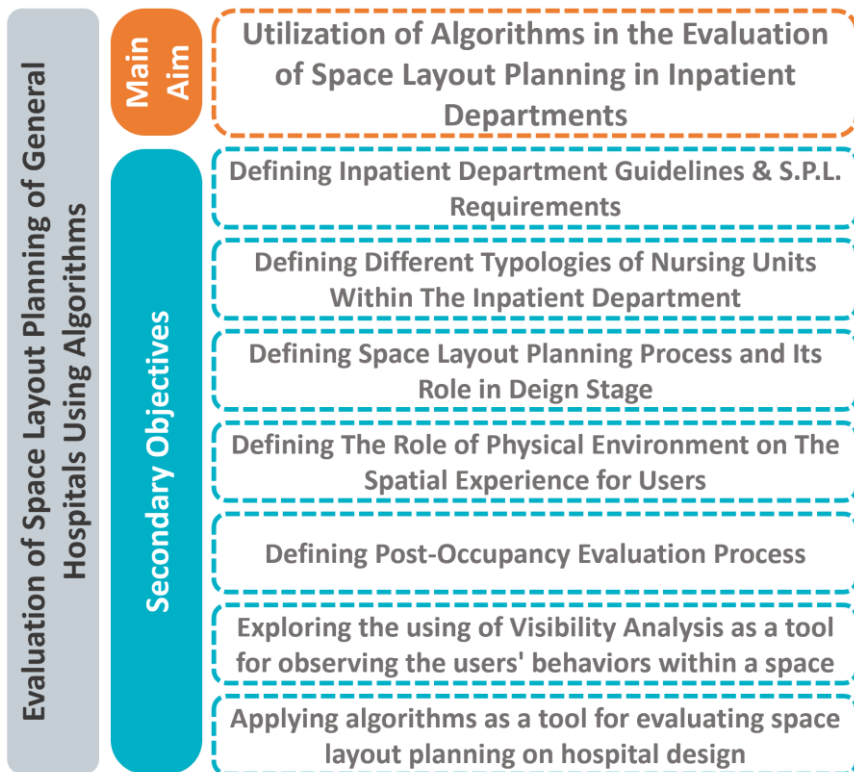 Evaluation of Space Layout Planning of General
Hospitals Using Algorithms
Main
Aim
Utilization of Algorithms in the Evaluation
of Space Layout Planning in Inpatient
Departments
Secondary Objectives
Defining Inpatient Department Guidelines & S.P.L.
Requirements
Defining Different Typologies of Nursing Units
Within The Inpatient Department
Defining Space Layout Planning Process and Its
Role in Deign Stage
Defining The Role of Physical Environment on The
Spatial Experience for Users
Defining Post-Occupancy Evaluation Process
Exploring the using of Visibility Analysis as a tool
for observing the users' behaviors within a space
Applying algorithms as a tool for evaluating space
layout planning on hospital design